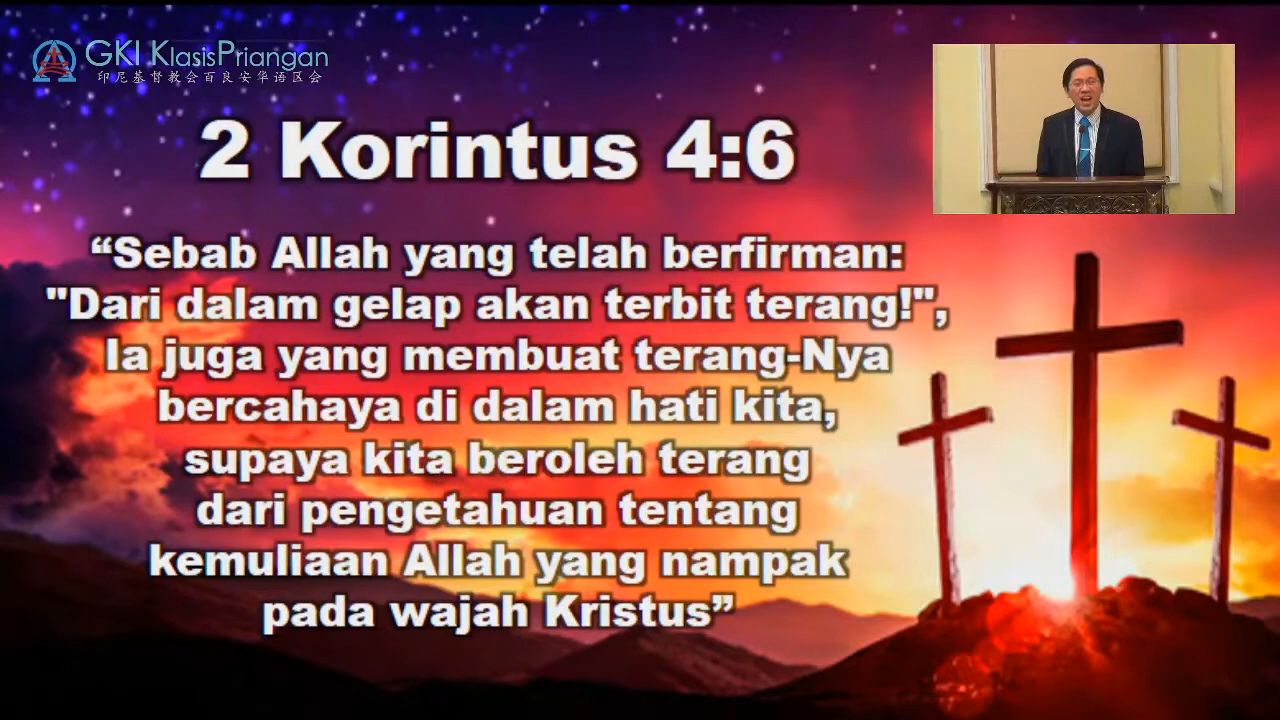 GKI KlasisPriangan
印尼基督教会百良安华语区会
2 Korintus 4:6
“Sebab Allah yang telah berfirman:
"Dari dalam gelap akan terbit terang!",
Ia juga yang membuat terang-Nya
bercahaya di dalam hati kita,
supaya kita beroleh terang
dari pengetahuan tentang
kemuliaan Allah yang nampak
pada wajah Kristus”